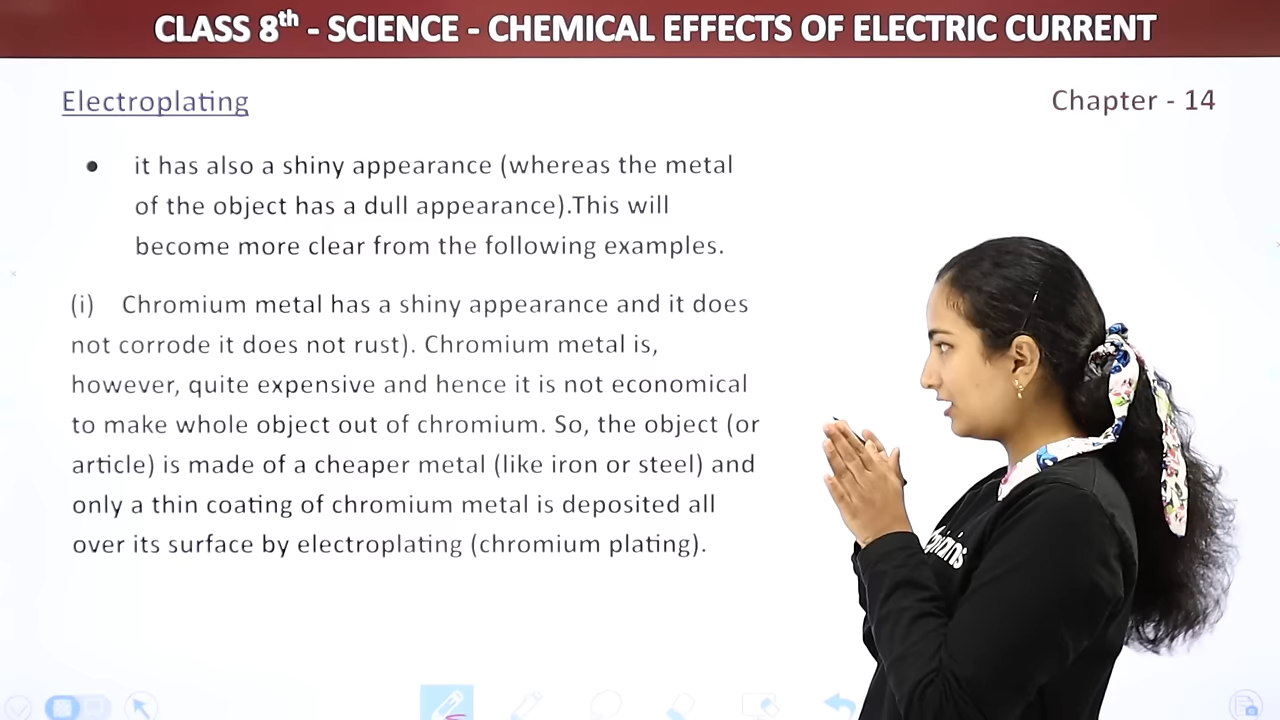 CLASS 8th - SCIENCE - CHEMICAL EFFECTS OF ELECTRIC CURRENT
Electroplating
Chapter - 14
• it has also a shiny appearance (whereas the metal
of the object has a dull appearance).This will
become more clear from the following examples.
(i) Chromium metal has a shiny appearance and it does
not corrode it does not rust). Chromium metal is,
however, quite expensive and hence it is not economical
to make whole object out of chromium. So, the object (or
article) is made of a cheaper metal (like iron or steel) and
only a thin coating of chromium metal is deposited all
over its surface by electroplating (chromium plating).